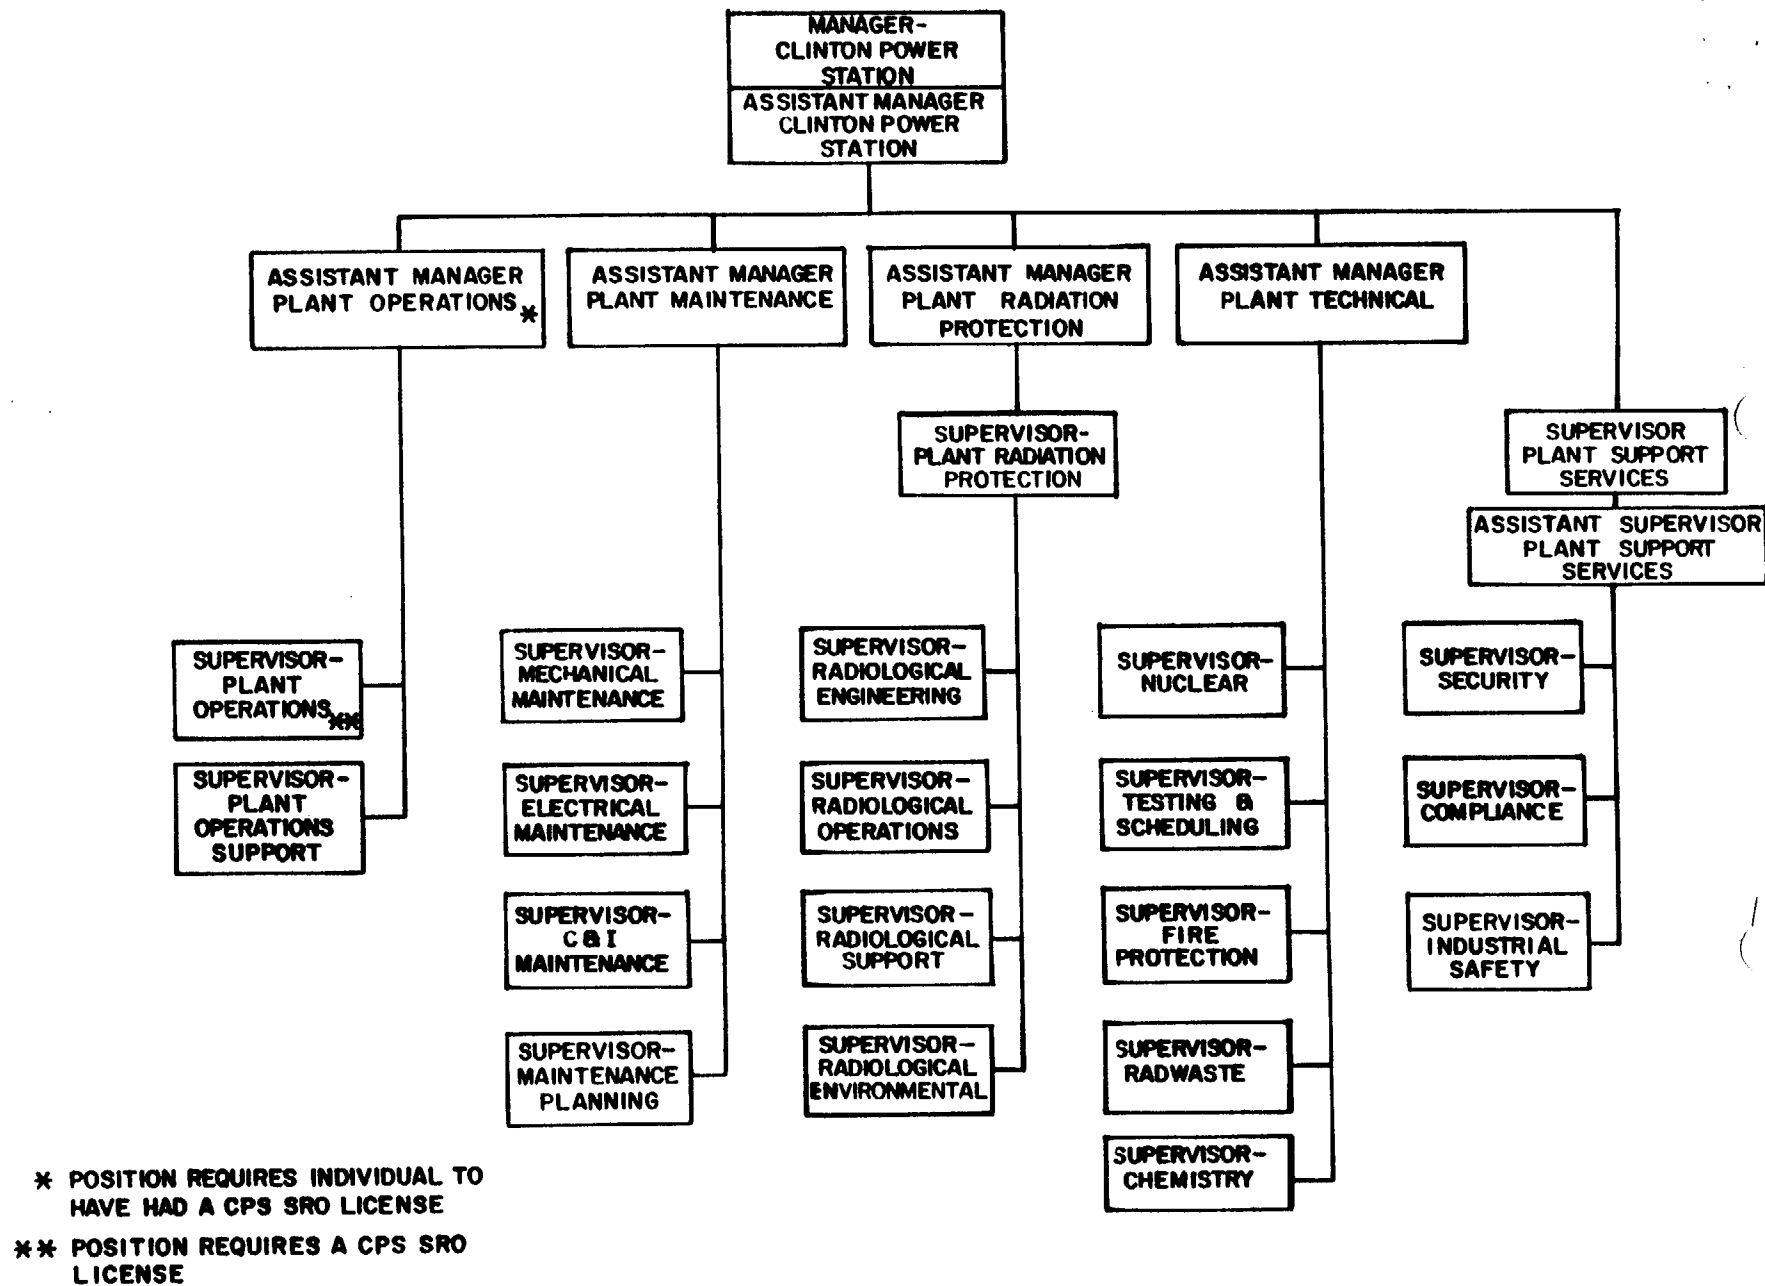 MANAGER-
CLINTON POWER
STATION
ASSISTANT MANAGER
CLINTON POWER
STATION
ASSISTANT MANAGER
PLANT OPERATIONS*
ASSISTANT MANAGER
PLANT MAINTENANCE
ASSISTANT MANAGER
PLANT RADIATION
PROTECTION
ASSISTANT MANAGER
PLANT TECHNICAL
SUPERVISOR-
PLANT RADIATION
PROTECTION
SUPERVISOR
PLANT SUPPORT
SERVICES
ASSISTANT SUPERVISOR
PLANT SUPPORT
SERVICES
SUPERVISOR-
PLANT
OPERATIONS**
SUPERVISOR-
PLANT
OPERATIONS
SUPPORT
SUPERVISOR-
MECHANICAL
MAINTENANCE
SUPERVISOR-
ELECTRICAL
MAINTENANCE
SUPERVISOR-
C & I
MAINTENANCE
SUPERVISOR-
MAINTENANCE
PLANNING
SUPERVISOR-
RADIOLOGICAL
ENGINEERING
SUPERVISOR-
RADIOLOGICAL
OPERATIONS
SUPERVISOR-
RADIOLOGICAL
SUPPORT
SUPERVISOR-
RADIOLOGICAL
ENVIRONMENTAL
SUPERVISOR-
NUCLEAR
SUPERVISOR-
TESTING &
SCHEDULING
SUPERVISOR-
FIRE
PROTECTION
SUPERVISOR-
RADWASTE
SUPERVISOR-
CHEMISTRY
SUPERVISOR-
SECURITY
SUPERVISOR-
COMPLIANCE
SUPERVISOR-
INDUSTRIAL
SAFETY
* POSITION REQUIRES INDIVIDUAL TO
HAVE HAD A CPS SRO LICENSE
** POSITION REQUIRES A CPS SRO
LICENSE